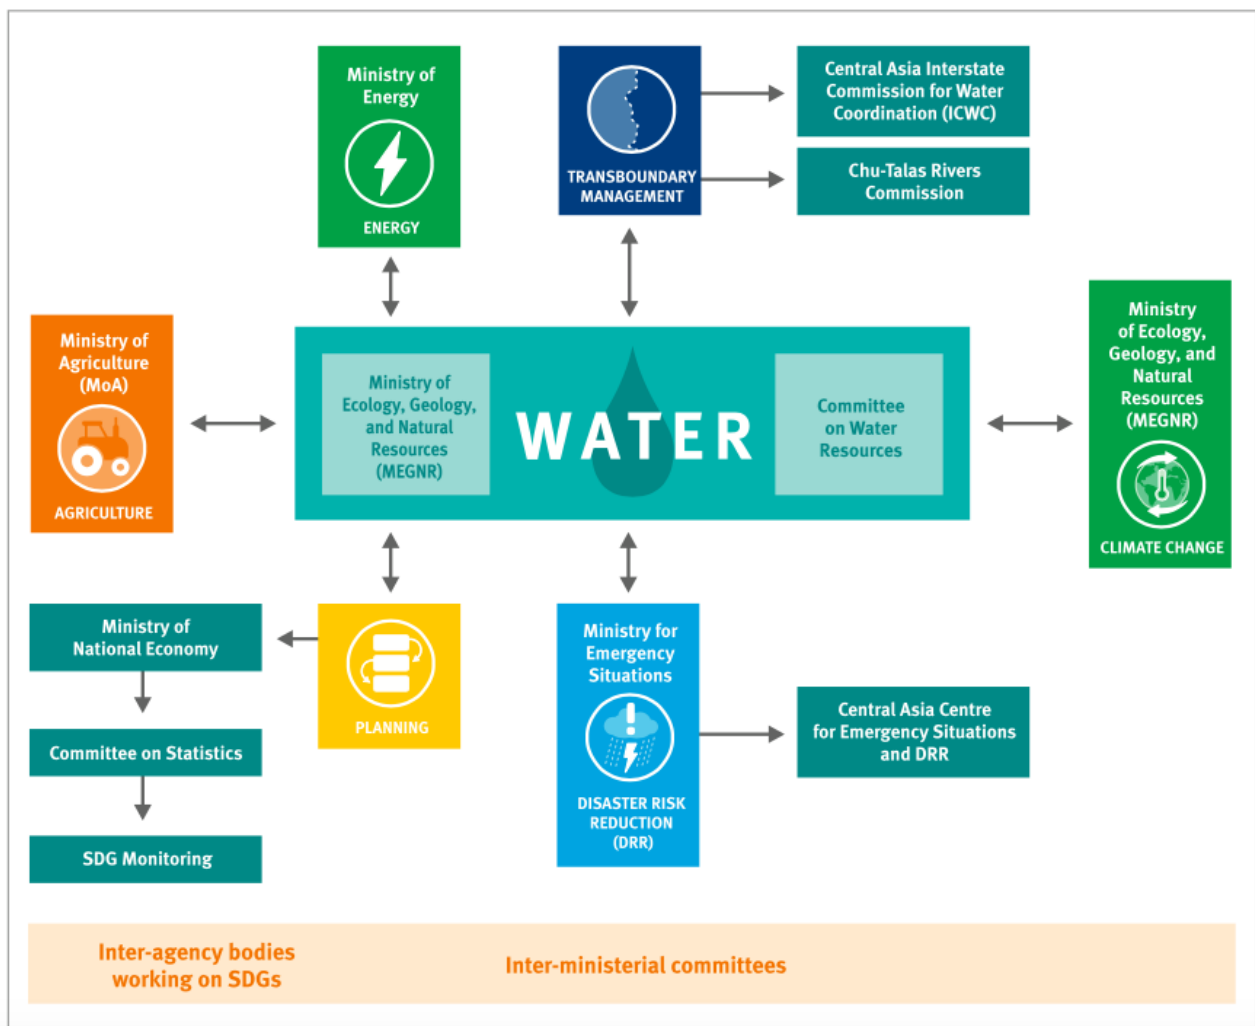 Ministry of
Energy
ENERGY
TRANSBOUNDARY
MANAGEMENT
Central Asia Interstate
Commission for Water
Coordination (ICWC)
Chu-Talas Rivers
Commission
Ministry of
Agriculture
(MoA)
AGRICULTURE
Ministry of
Ecology, Geology,
and Natural
Resources
(MEGNR)
WATER
Committee
on Water
Resources
Ministry
of Ecology,
Geology, and
Natural
Resources
(MEGNR)
CLIMATE CHANGE
Ministry of
National Economy
Committee on Statistics
SDG Monitoring
PLANNING
Ministry for
Emergency
Situations
DISASTER RISK
REDUCTION
(DRR)
Central Asia Centre
for Emergency Situations
and DRR
Inter-agency bodies
working on SDGs
Inter-ministerial committees